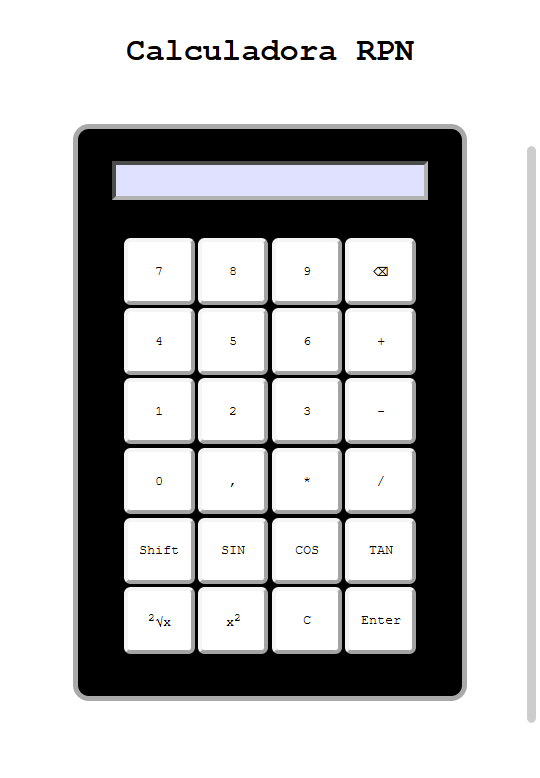 Calculadora RPN
7 8 9 ⌫
4 5 6 +
1 2 3 -
0 , * /
Shift SIN COS TAN
²√x x² C Enter